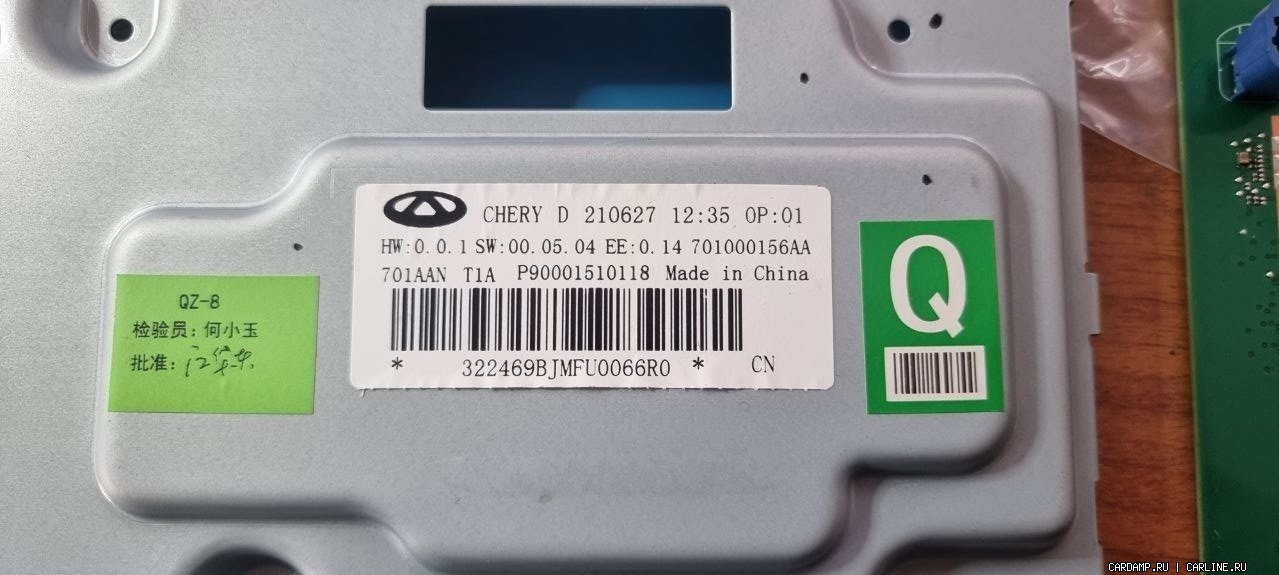 CHERY D 210627 12:35 OP:01
HW:0.0.1 SW:00.05.04 EE:0.14 701000156AA
701AAN T1A P90001510118 Made in China
* 322469BJMFU0066R0 * CN
QZ-8
检验员：何小玉
批准：
Q
CARDAMP.RU | CARLINE.RU